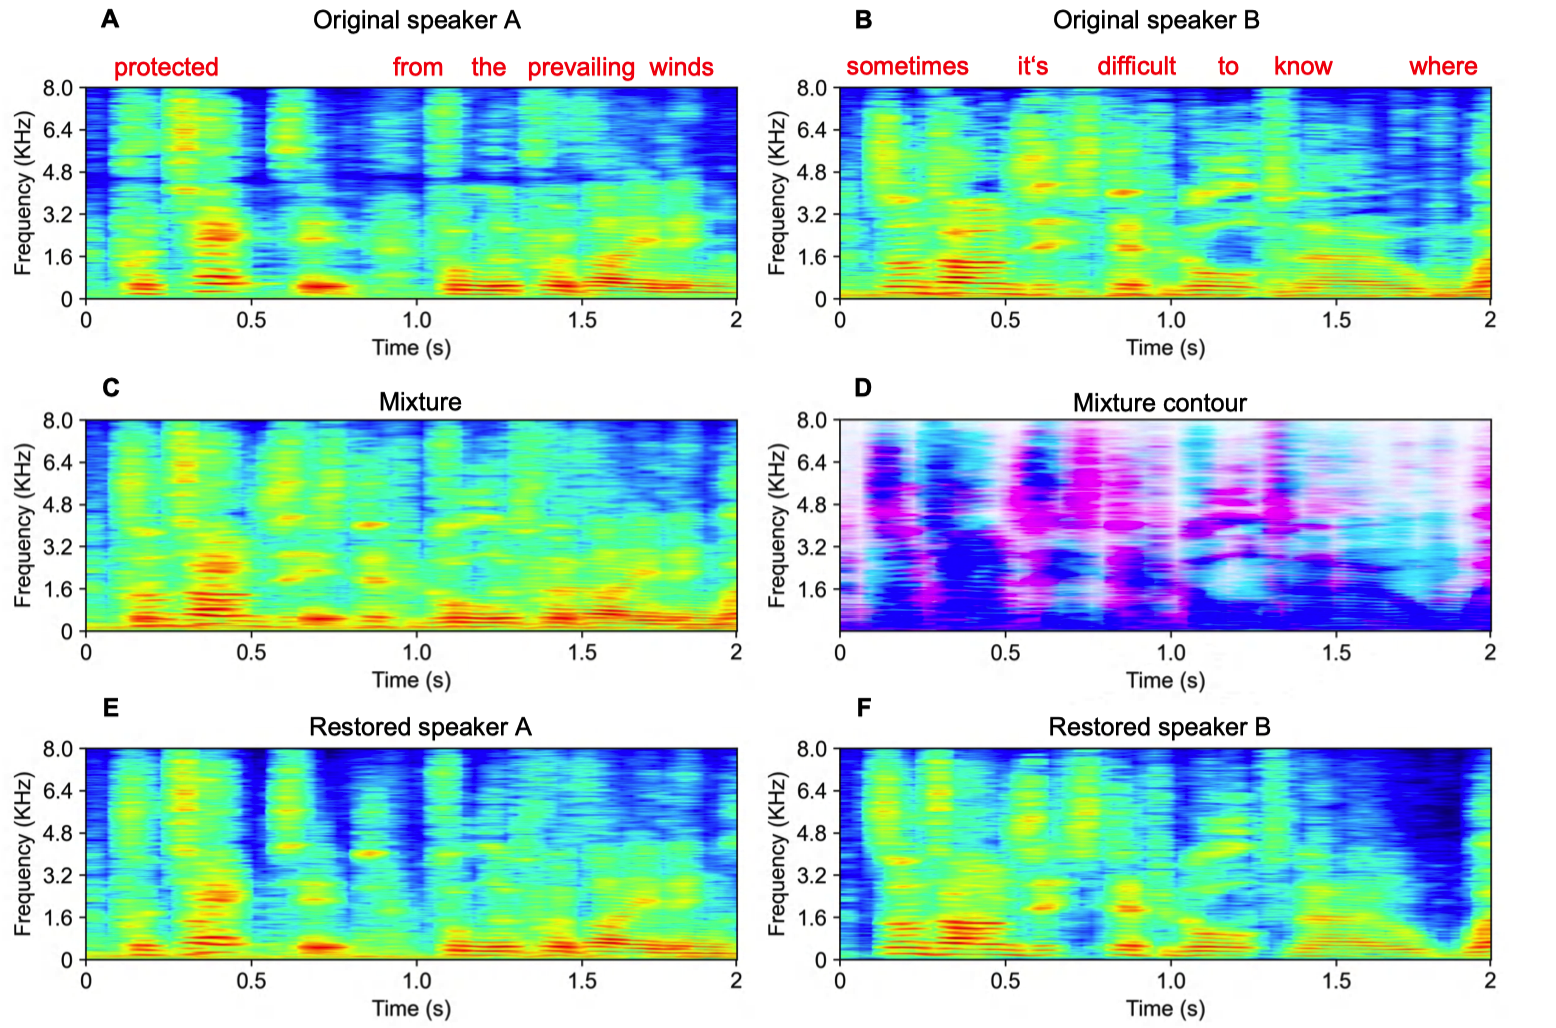 A
Original speaker A
protected from the prevailing winds
8.0
6.4
4.8
3.2
1.6
0
Frequency (KHz)
0 0.5 1.0 1.5 2
Time (s)
B
Original speaker B
sometimes it's difficult to know where
8.0
6.4
4.8
3.2
1.6
0
Frequency (KHz)
0 0.5 1.0 1.5 2
Time (s)
C
Mixture
8.0
6.4
4.8
3.2
1.6
0
Frequency (KHz)
0 0.5 1.0 1.5 2
Time (s)
D
Mixture contour
8.0
6.4
4.8
3.2
1.6
Frequency (KHz)
0 0.5 1.0 1.5 2
Time (s)
E
Restored speaker A
8.0
6.4
4.8
3.2
1.6
0
Frequency (KHz)
0 0.5 1.0 1.5 2
Time (s)
F
Restored speaker B
8.0
6.4
4.8
3.2
1.6
0
Frequency (KHz)
0 0.5 1.0 1.5 2
Time (s)